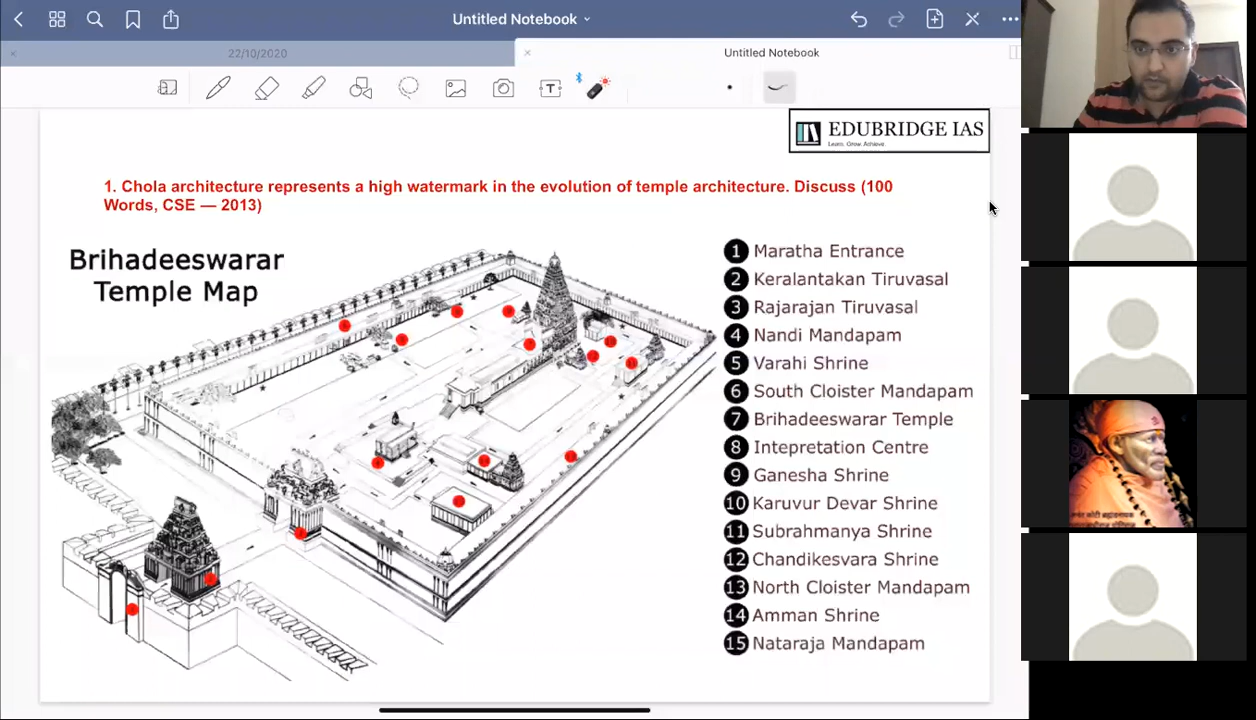 Untitled Notebook
22/10/2020
Untitled Notebook
T
EDUBRIDGE IAS
Learn. Grow. Achieve
1. Chola architecture represents a high watermark in the evolution of temple architecture. Discuss (100
Words, CSE — 2013)
Brihadeeswarar
Temple Map
1 Maratha Entrance
2 Keralantakan Tiruvasal
3 Rajarajan Tiruvasal
4 Nandi Mandapam
5 Varahi Shrine
6 South Cloister Mandapam
7 Brihadeeswarar Temple
8 Intepretation Centre
9 Ganesha Shrine
10 Karuvur Devar Shrine
11 Subrahmanya Shrine
12 Chandikesvara Shrine
13 North Cloister Mandapam
14 Amman Shrine
15 Nataraja Mandapam